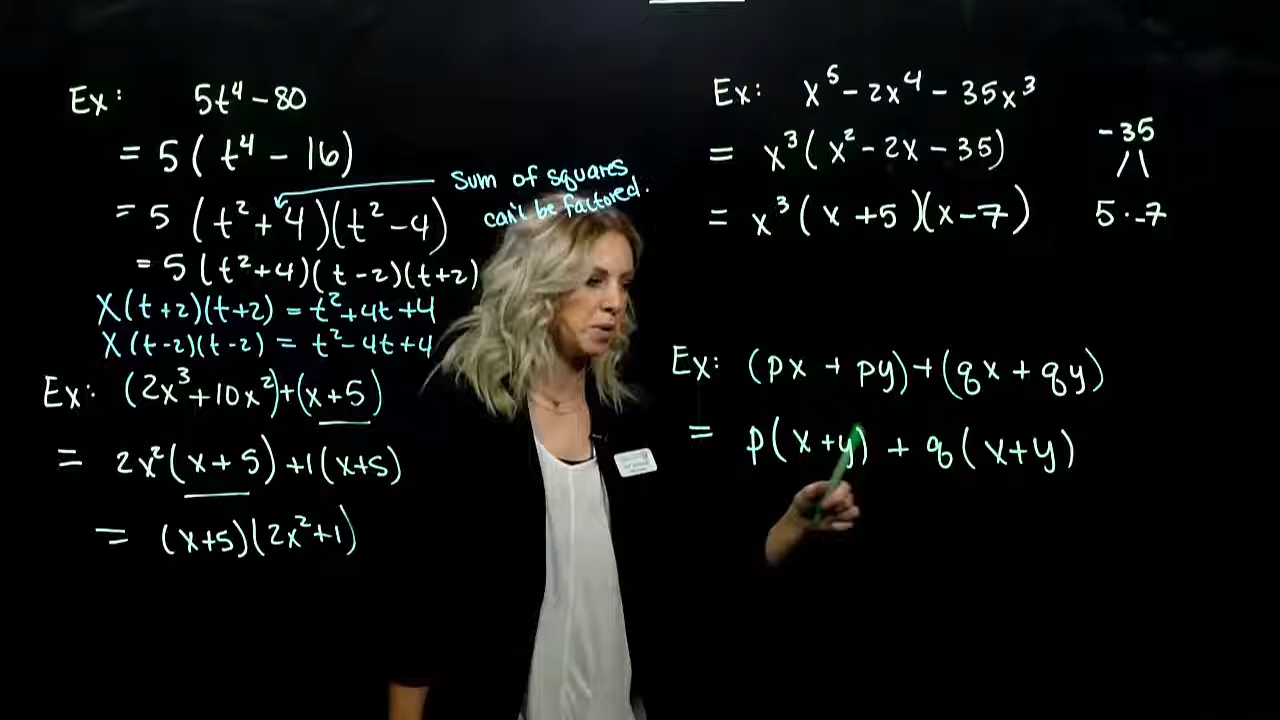 Ex: 5t⁴ - 80
= 5(t⁴ - 16)
Sum of squares
can't be factored.
= 5(t² + 4)(t² - 4)
= 5(t² + 4)(t - 2)(t + 2)
X(t + 2)(t + 2) = t² + 4t + 4
X(t - 2)(t - 2) = t² - 4t + 4
Ex: (2x³ + 10x²) + (x + 5)
= 2x²(x + 5) + 1(x + 5)
= (x + 5)(2x² + 1)
Ex: x⁵ - 2x⁴ - 35x³
= x³(x² - 2x - 35)
-35
= x³(x + 5)(x - 7)
5 · -7
Ex: (px + py) + (qx + qy)
= p(x + y) + q(x + y)